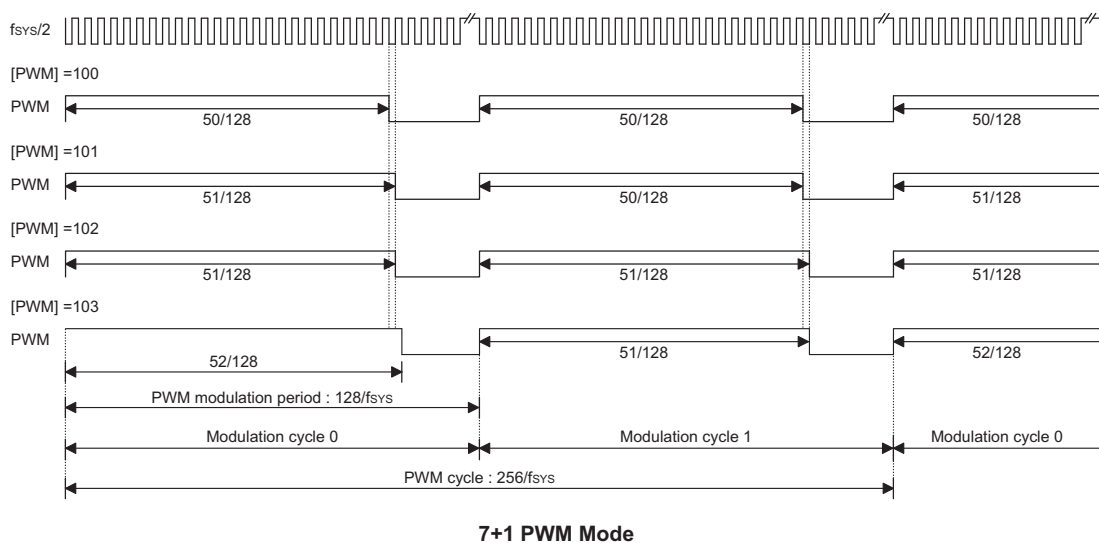 fSYS/2
[PWM] =100
PWM
50/128 50/128 50/128
[PWM] =101
PWM
51/128 50/128 51/128
[PWM] =102
PWM
51/128 51/128 51/128
[PWM] =103
PWM
52/128 51/128 52/128
PWM modulation period : 128/fSYS
Modulation cycle 0 Modulation cycle 1 Modulation cycle 0
PWM cycle : 256/fSYS
7+1 PWM Mode